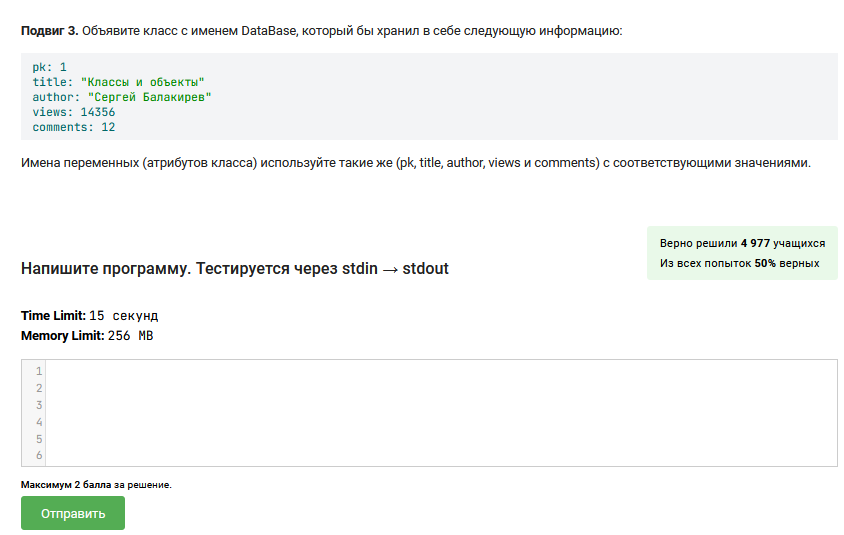 Подвиг 3. Объявите класс с именем DataBase, который бы хранил в себе следующую информацию:
pk: 1
title: "Классы и объекты"
author: "Сергей Балакирев"
views: 14356
comments: 12
Имена переменных (атрибутов класса) используйте такие же (pk, title, author, views и comments) с соответствующими значениями.
Верно решили 4 977 учащихся
Из всех попыток 50% верных
Напишите программу. Тестируется через stdin → stdout
Time Limit: 15 секунд
Memory Limit: 256 MB
1
2
3
4
5
6
Максимум 2 балла за решение.
Отправить